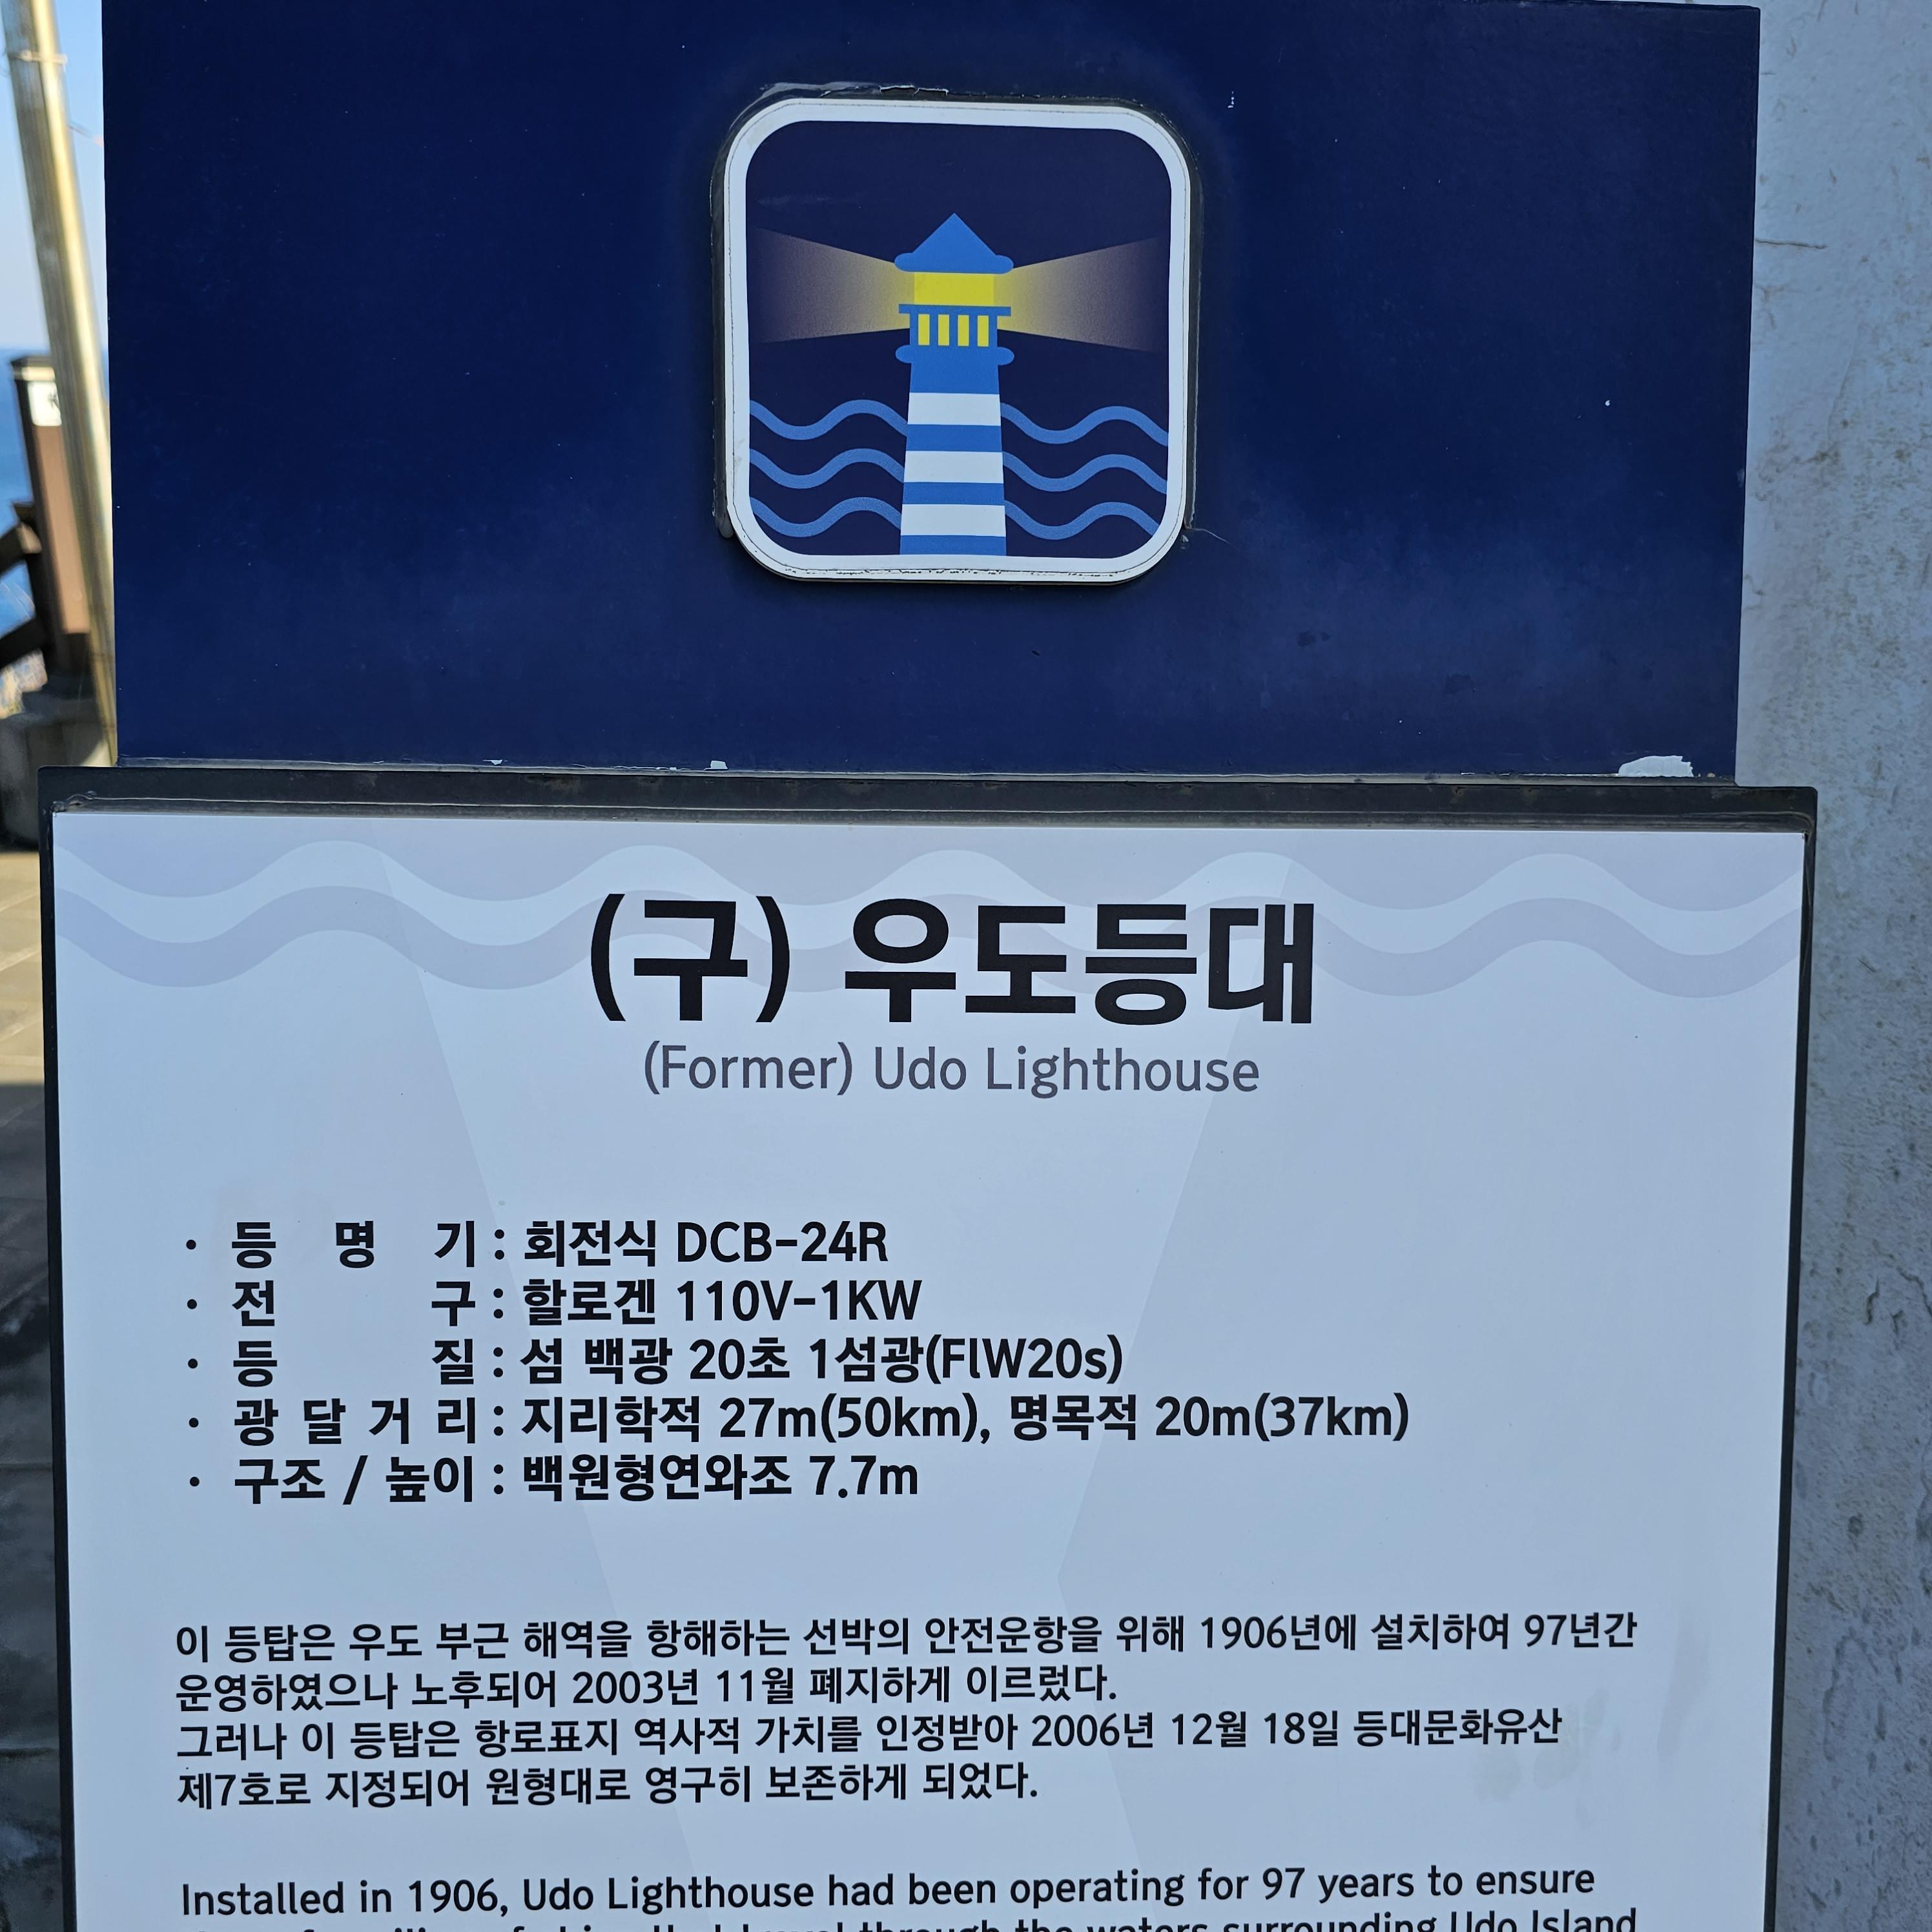 (구) 우도등대
(Former) Udo Lighthouse
· 등 명 기 : 회전식 DCB-24R
· 전 구 : 할로겐 110V-1KW
· 등 질 : 섬 백광 20초 1섬광(FlW20s)
· 광 달 거 리 : 지리학적 27m(50km), 명목적 20m(37km)
· 구조 / 높이 : 백원형연와조 7.7m
이 등탑은 우도 부근 해역을 항해하는 선박의 안전운항을 위해 1906년에 설치하여 97년간
운영하였으나 노후되어 2003년 11월 폐지하게 이르렀다.
그러나 이 등탑은 항로표지 역사적 가치를 인정받아 2006년 12월 18일 등대문화유산
제7호로 지정되어 원형대로 영구히 보존하게 되었다.
Installed in 1906, Udo Lighthouse had been operating for 97 years to ensure
through the waters surrounding Udo Island